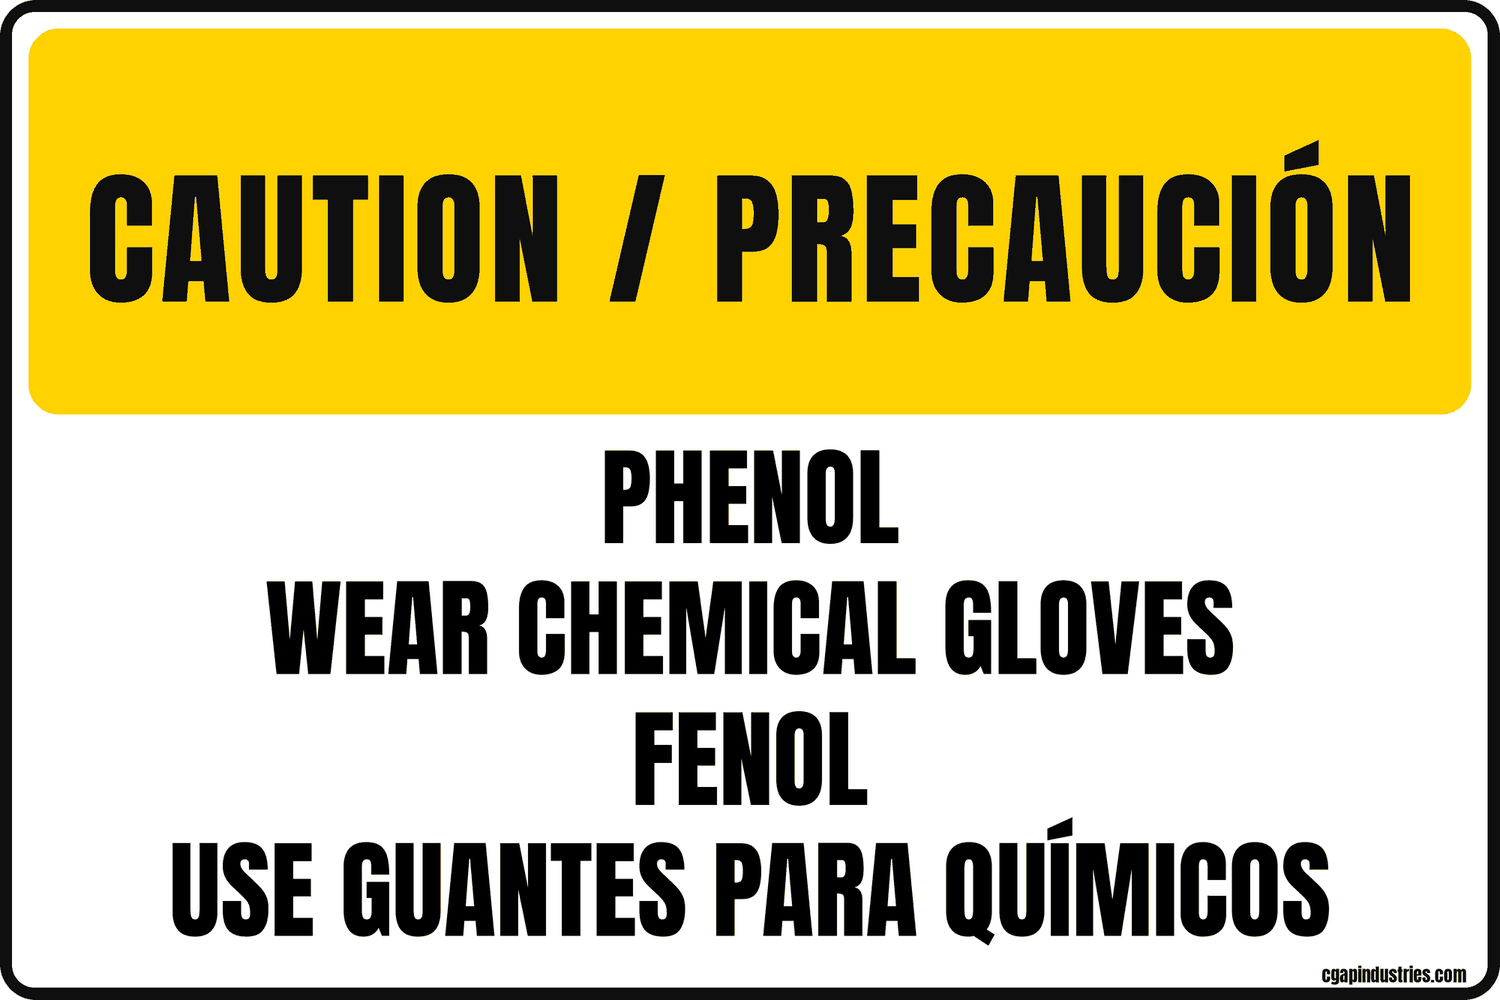 CAUTION / PRECAUCIÓN
PHENOL
WEAR CHEMICAL GLOVES
FENOL
USE GUANTES PARA QUÍMICOS
cgapindustries.com